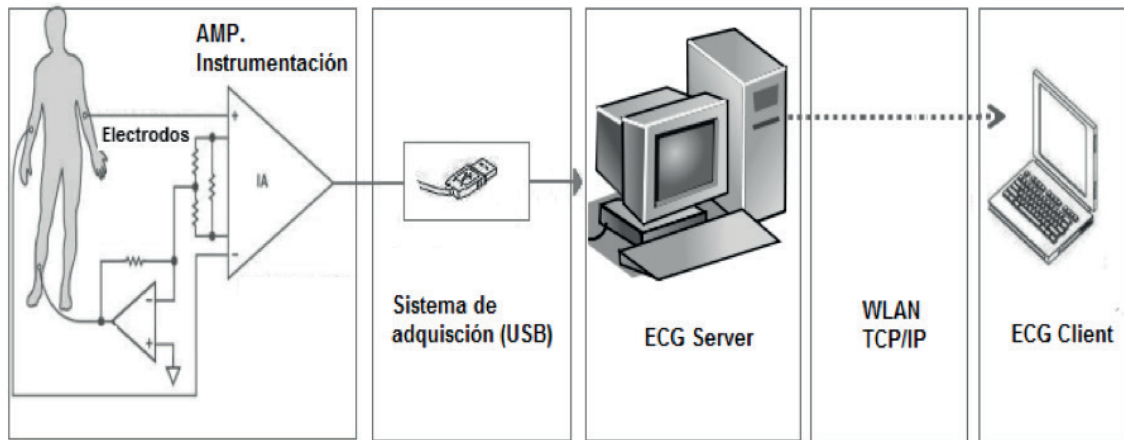 AMP.
Instrumentación
Electrodos
+
IA
−
−
+
Sistema de
adquisción (USB)
ECG Server
WLAN
TCP/IP
ECG Client